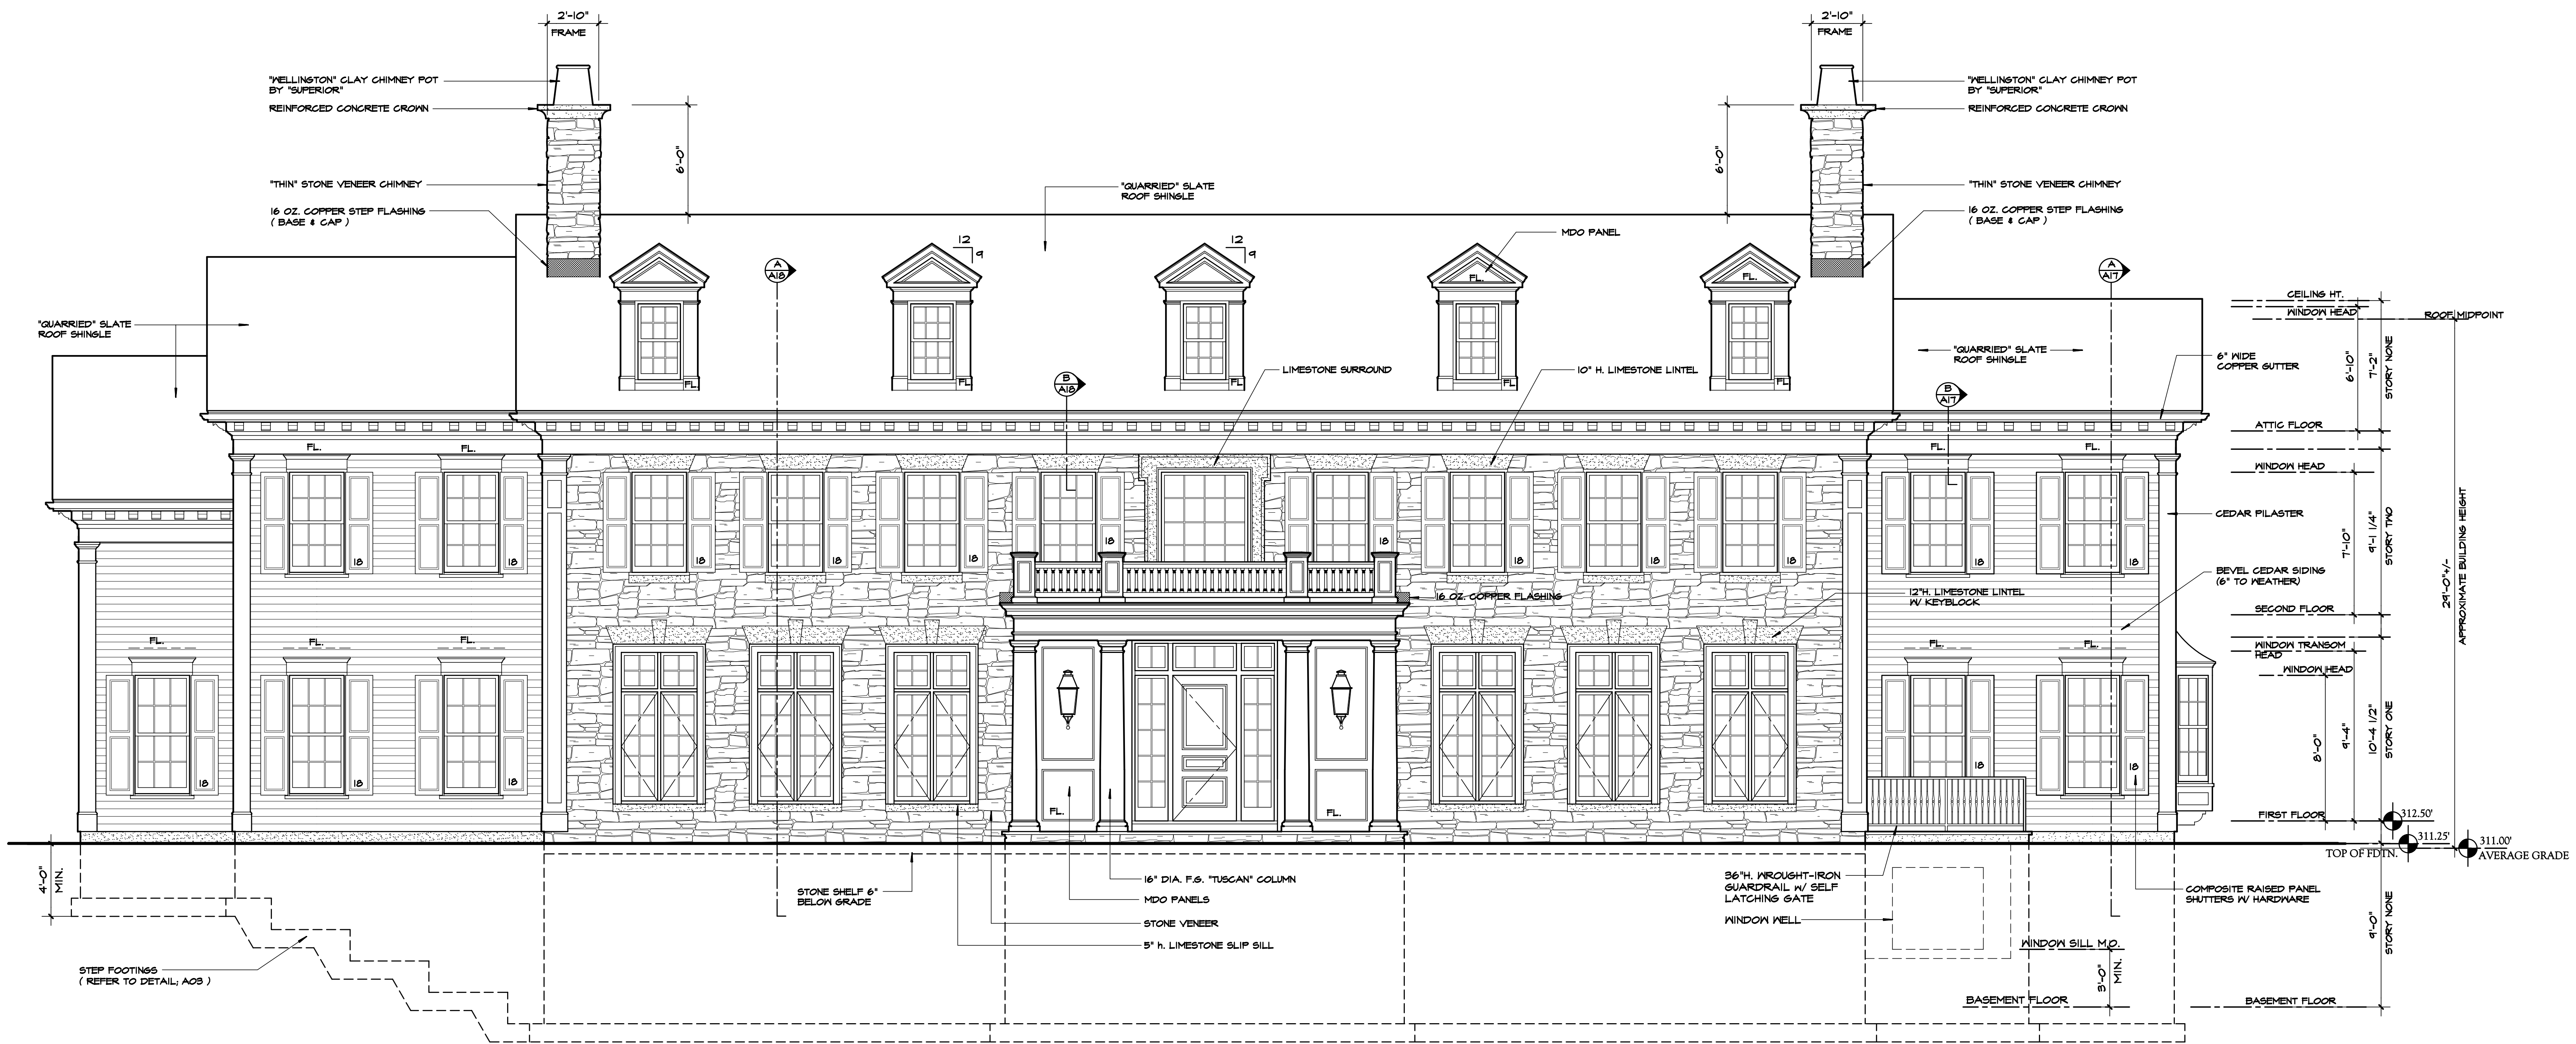 2'-10"
FRAME
2'-10"
FRAME
"WELLINGTON" CLAY CHIMNEY POT
BY "SUPERIOR"
REINFORCED CONCRETE CROWN
6'-0"
"THIN" STONE VENEER CHIMNEY
16 OZ. COPPER STEP FLASHING
( BASE & CAP )
"QUARRIED" SLATE
ROOF SHINGLE
6'-0"
"WELLINGTON" CLAY CHIMNEY POT
BY "SUPERIOR"
REINFORCED CONCRETE CROWN
"THIN" STONE VENEER CHIMNEY
16 OZ. COPPER STEP FLASHING
( BASE & CAP )
MDO PANEL
12
9
12
9
A
A18
A
A17
FL.
FL.
"QUARRIED" SLATE
ROOF SHINGLE
CEILING HT.
WINDOW HEAD
ROOF MIDPOINT
"QUARRIED" SLATE
ROOF SHINGLE
6" WIDE
COPPER GUTTER
6'-10"
7'-2"
STORY NONE
LIMESTONE SURROUND
10" H. LIMESTONE LINTEL
FL.
FL
FL
FL
FL
B
A18
B
A17
ATTIC FLOOR
FL.
FL.
FL.
FL.
WINDOW HEAD
CEDAR PILASTER
7'-10"
9'-1 1/4"
STORY TWO
18
18
18
18
18
18
18
18
18
18
18
18
BEVEL CEDAR SIDING
(6" TO WEATHER)
29'-0"+/-
APPROXIMATE BUILDING HEIGHT
16 OZ. COPPER FLASHING
12"H. LIMESTONE LINTEL
W/ KEYBLOCK
SECOND FLOOR
FL.
FL.
FL.
FL.
FL.
WINDOW TRANSOM
HEAD
WINDOW HEAD
8'-0"
9'-4"
10'-4 1/2"
STORY ONE
18
18
18
18
18
FL.
FL.
FIRST FLOOR
312.50'
311.25'
TOP OF FDTN.
311.00'
AVERAGE GRADE
4'-0"
MIN.
STONE SHELF 6"
BELOW GRADE
16" DIA. F.G. "TUSCAN" COLUMN
MDO PANELS
STONE VENEER
5" h. LIMESTONE SLIP SILL
36"H. WROUGHT-IRON
GUARDRAIL W/ SELF
LATCHING GATE
WINDOW WELL
COMPOSITE RAISED PANEL
SHUTTERS W/ HARDWARE
9'-0"
STORY NONE
WINDOW SILL M.O.
3'-0"
MIN.
STEP FOOTINGS
( REFER TO DETAIL; A03 )
BASEMENT FLOOR
BASEMENT FLOOR